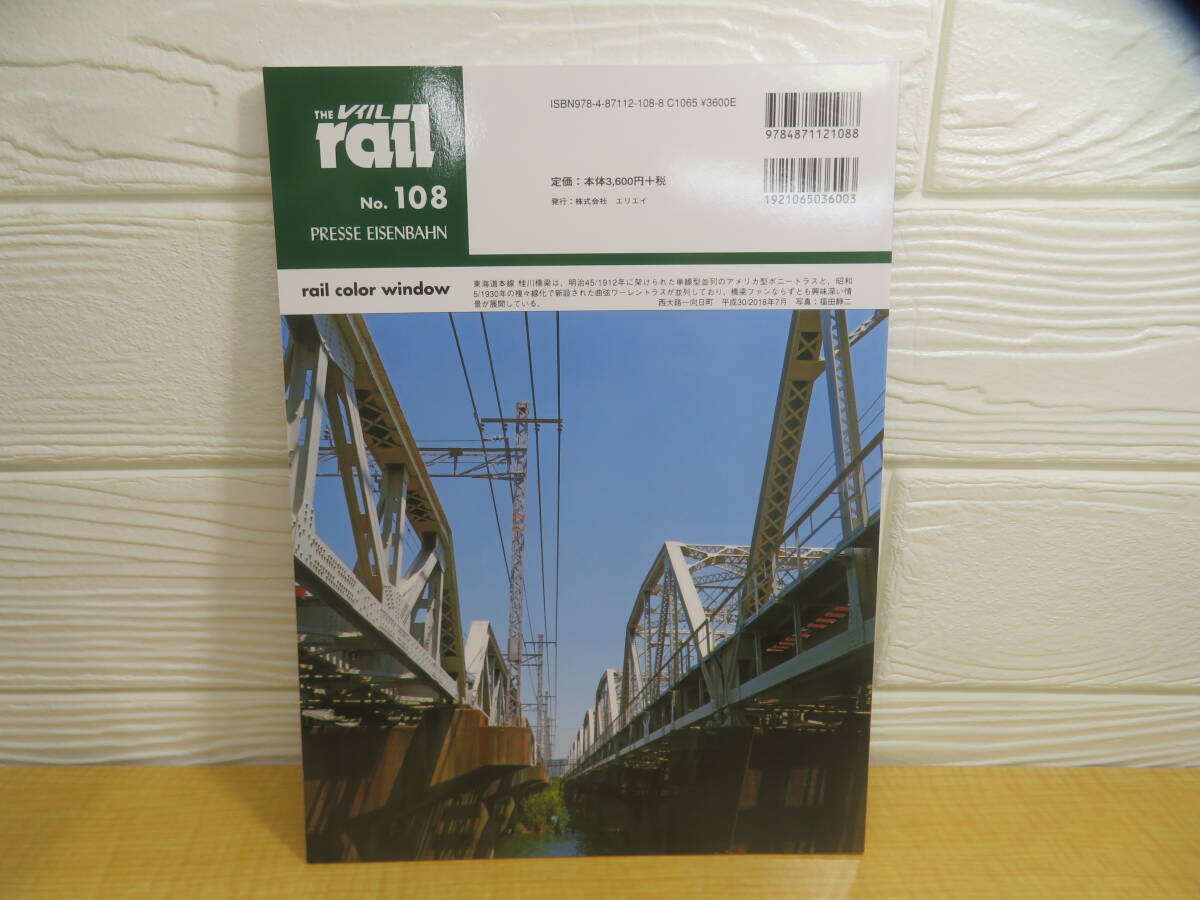 THE レイル
rail
No. 108
PRESSE EISENBAHN
ISBN978-4-87112-108-8 C1065 ¥3600E
9784871121088
定価：本体3,600円＋税
発行：株式会社　エリエイ
1921065036003
rail color window
東海道本線 桂川橋梁は、明治45/1912年に架けられた単線型並列のアメリカ型ポニートラスと、昭和
5/1930年の複々線化で新設された曲弦ワーレントラスが並列しており、橋梁ファンならずとも興味深い情
景が展開している。　西大路－向日町　平成30/2018年7月　写真：福田静二